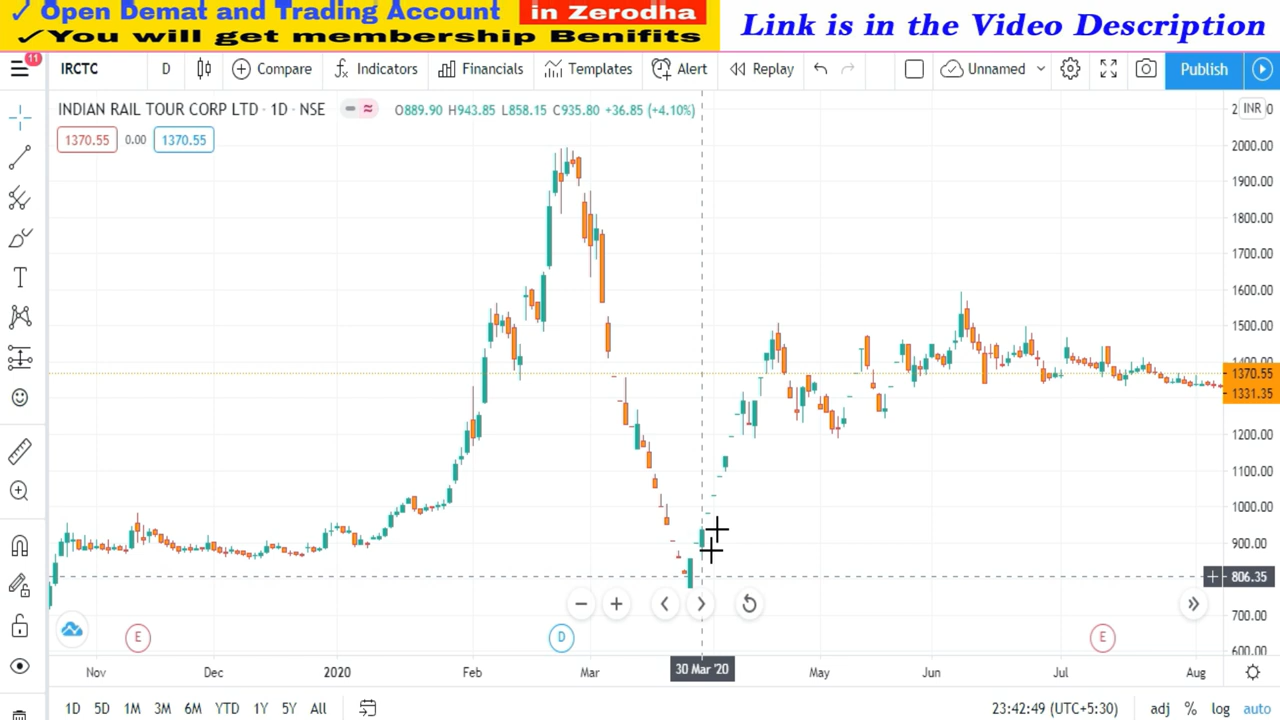 ✓ Open Demat and Trading Account in Zerodha
✓You will get membership Benifits
Link is in the Video Description
11
IRCTC D Compare Indicators Financials Templates Alert Replay Unnamed Publish
INDIAN RAIL TOUR CORP LTD · 1D · NSE O889.90 H943.85 L858.15 C935.80 +36.85 (+4.10%)
INR
1370.55 0.00 1370.55
2000.00
1900.00
1800.00
1700.00
1600.00
1500.00
1400.00
1370.55
1331.35
1200.00
1100.00
1000.00
900.00
806.35
700.00
600.00
E D E
Nov Dec 2020 Feb Mar 30 Mar '20 May Jun Jul Aug
1D 5D 1M 3M 6M YTD 1Y 5Y All 23:42:49 (UTC+5:30) adj % log auto